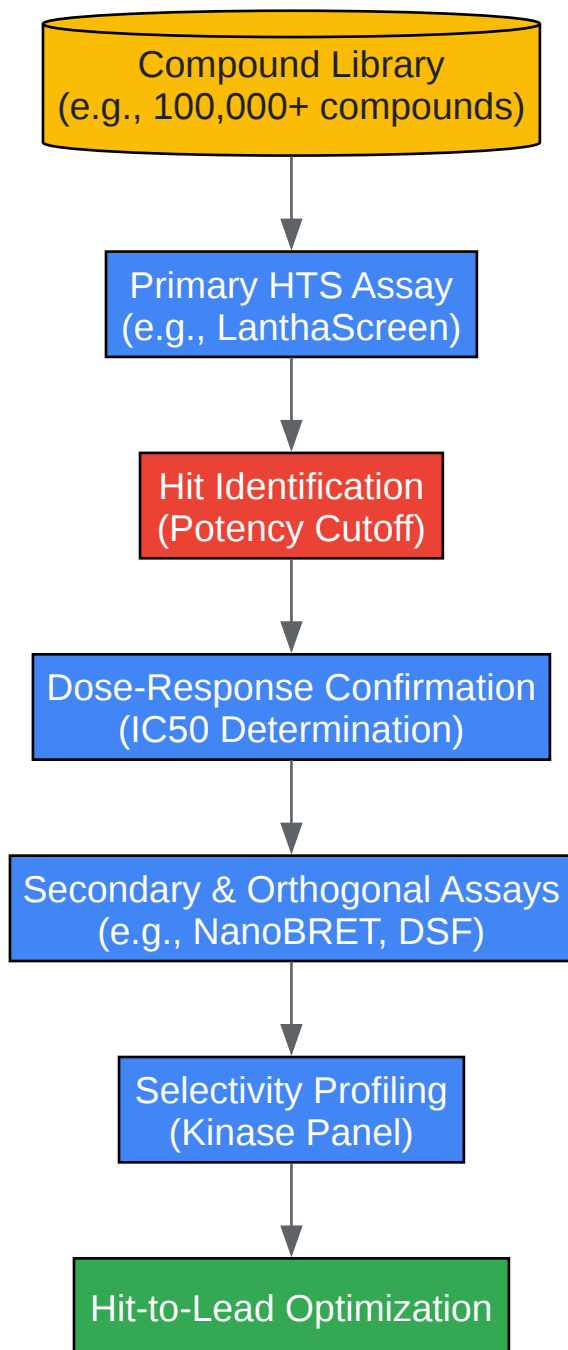 Compound Library
(e.g., 100,000+ compounds)
Primary HTS Assay
(e.g., LanthaScreen)
Hit Identification
(Potency Cutoff)
Dose-Response Confirmation
(IC50 Determination)
Secondary & Orthogonal Assays
(e.g., NanoBRET, DSF)
Selectivity Profiling
(Kinase Panel)
Hit-to-Lead Optimization